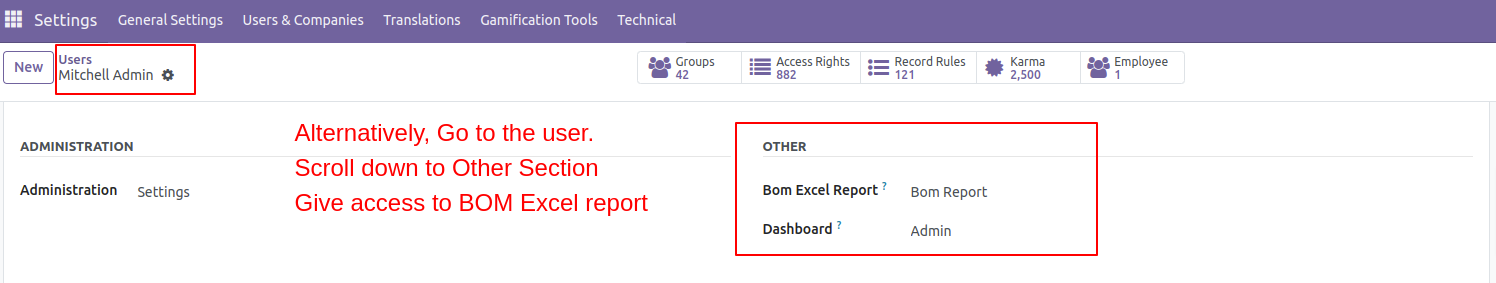 Settings General Settings Users & Companies Translations Gamification Tools Technical
New Users
Mitchell Admin
Groups 42 Access Rights 882 Record Rules 121 Karma 2,500 Employee 1
Alternatively, Go to the user.
ADMINISTRATION OTHER
Scroll down to Other Section
Administration Settings Bom Excel Report ? Bom Report
Give access to BOM Excel report
Dashboard ? Admin